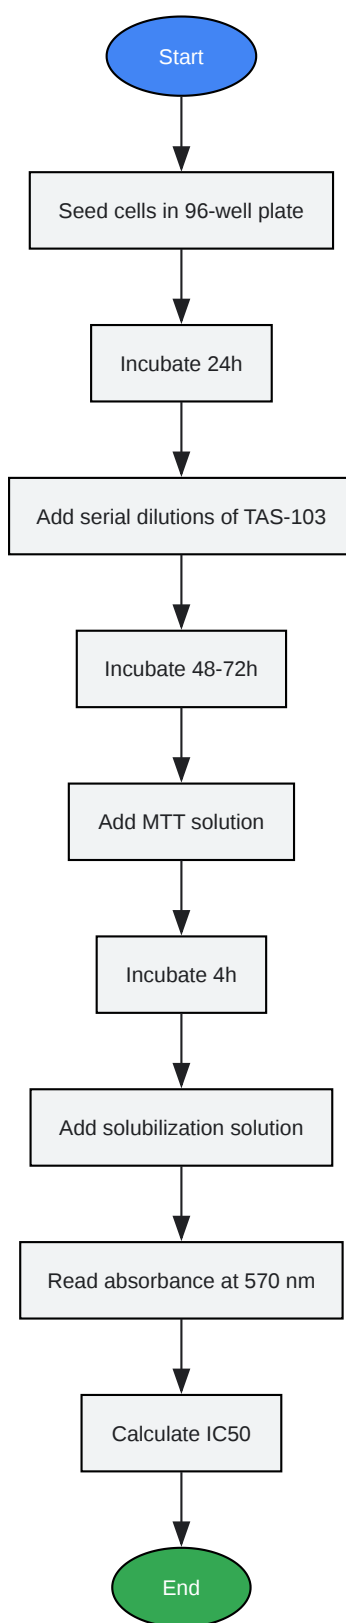 Start
Seed cells in 96-well plate
Incubate 24h
Add serial dilutions of TAS-103
Incubate 48-72h
Add MTT solution
Incubate 4h
Add solubilization solution
Read absorbance at 570 nm
Calculate IC50
End